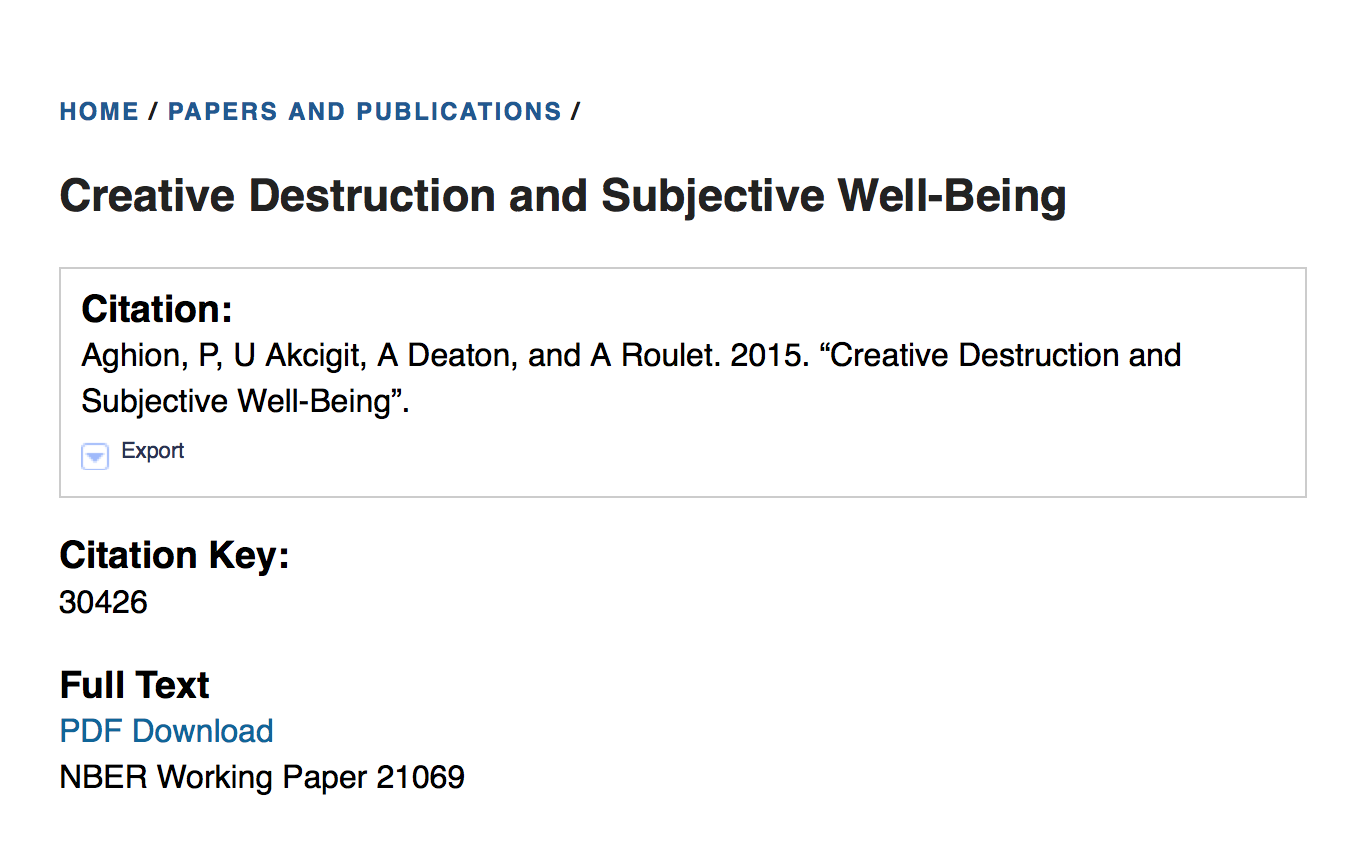 HOME / PAPERS AND PUBLICATIONS /
Creative Destruction and Subjective Well-Being
Citation:
Aghion, P, U Akcigit, A Deaton, and A Roulet. 2015. “Creative Destruction and
Subjective Well-Being”.
Export
Citation Key:
30426
Full Text
PDF Download
NBER Working Paper 21069